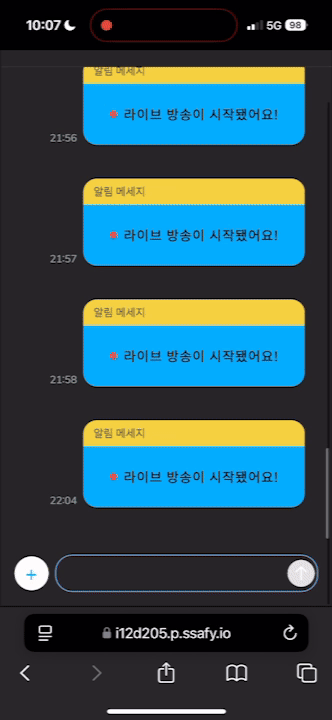 10:07
5G
98
알림 메세지
라이브 방송이 시작됐어요!
21:56
알림 메세지
라이브 방송이 시작됐어요!
21:57
알림 메세지
라이브 방송이 시작됐어요!
21:58
알림 메세지
라이브 방송이 시작됐어요!
22:04
i12d205.p.ssafy.io